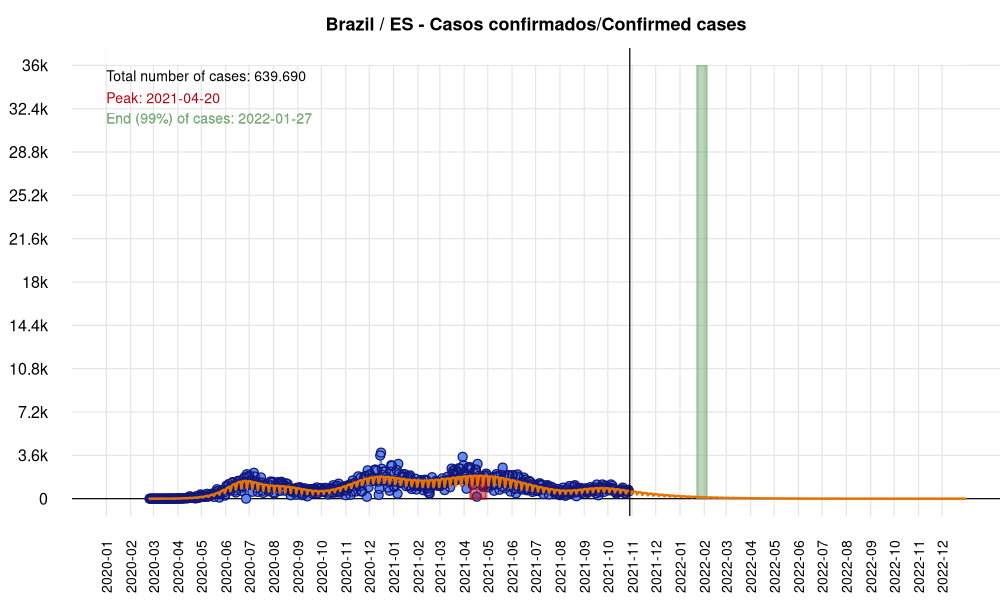 Brazil / ES - Casos confirmados/Confirmed cases
Total number of cases: 639.690
Peak: 2021-04-20
End (99%) of cases: 2022-01-27
36k
32.4k
28.8k
25.2k
21.6k
18k
14.4k
10.8k
7.2k
3.6k
0
2020-01
2020-02
2020-03
2020-04
2020-05
2020-06
2020-07
2020-08
2020-09
2020-10
2020-11
2020-12
2021-01
2021-02
2021-03
2021-04
2021-05
2021-06
2021-07
2021-08
2021-09
2021-10
2021-11
2021-12
2022-01
2022-02
2022-03
2022-04
2022-05
2022-06
2022-07
2022-08
2022-09
2022-10
2022-11
2022-12